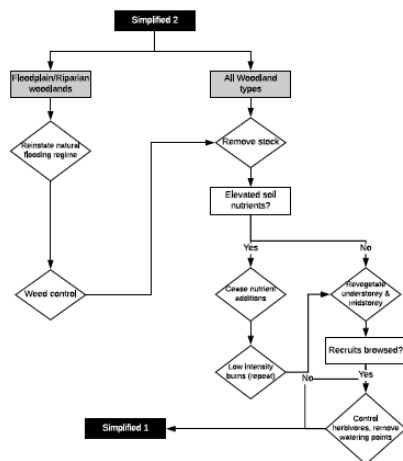 Simplified 2
Floodplain/Riparian
woodlands
All Woodland
types
Reinstate natural
flooding regime
Remove stock
Elevated soil
nutrients?
Yes
No
Weed control
Cease nutrient
additions
Revegetate
understorey &
midstorey
Low intensity
burns (repeat)
Recruits browsed?
No
Yes
Control
herbivores, remove
watering points
Simplified 1